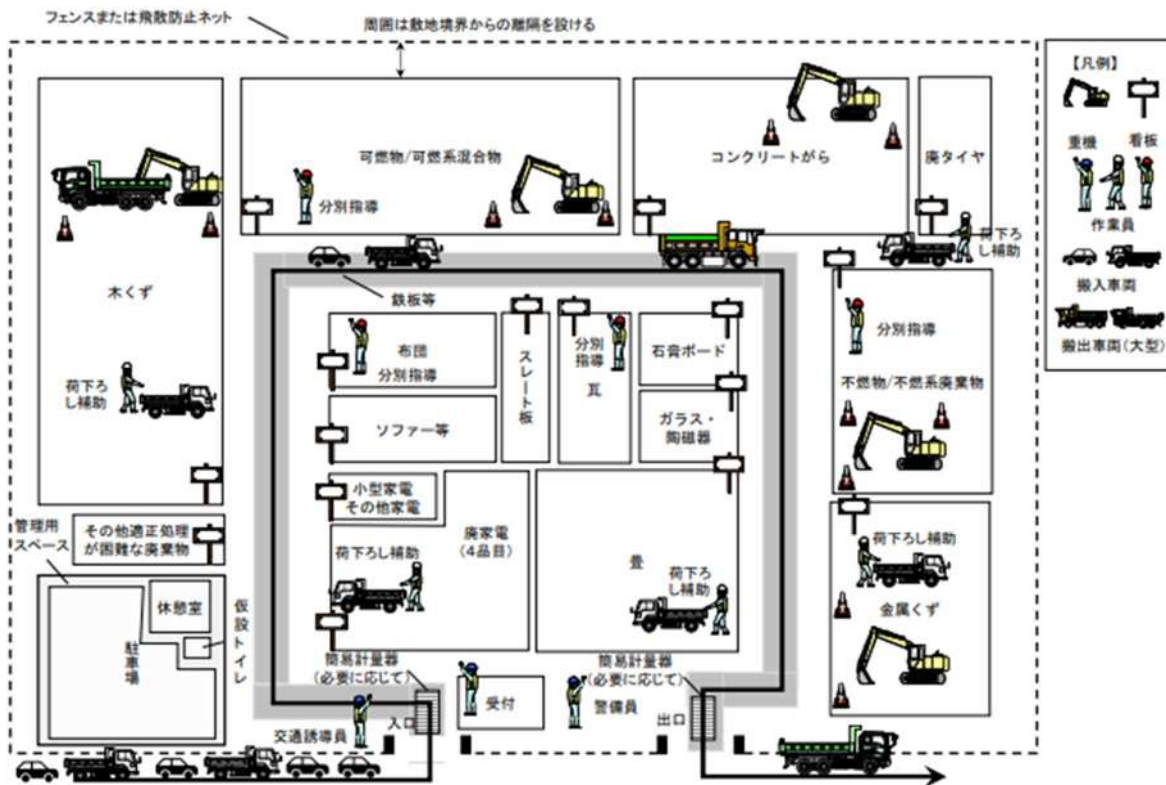 フェンスまたは飛散防止ネット
周囲は敷地境界からの離隔を設ける
【凡例】
重機
看板
作業員
搬入車両
搬出車両(大型)
可燃物/可燃系混合物
分別指導
コンクリートがら
廃タイヤ
荷下ろ
し補助
木くず
荷下ろ
し補助
鉄板等
布団
分別指導
スレート板
分別
指導
瓦
石膏ボード
分別指導
不燃物/不燃系廃棄物
ソファー等
ガラス・
陶磁器
小型家電
その他家電
廃家電
(4品目)
荷下ろし補助
畳
荷下ろ
し補助
荷下ろし補助
金属くず
管理用
スペース
その他適正処理
が困難な廃棄物
休憩室
仮設トイレ
駐車場
簡易計量器
(必要に応じて)
簡易計量器
(必要に応じて)
入口
受付
警備員
出口
交通誘導員